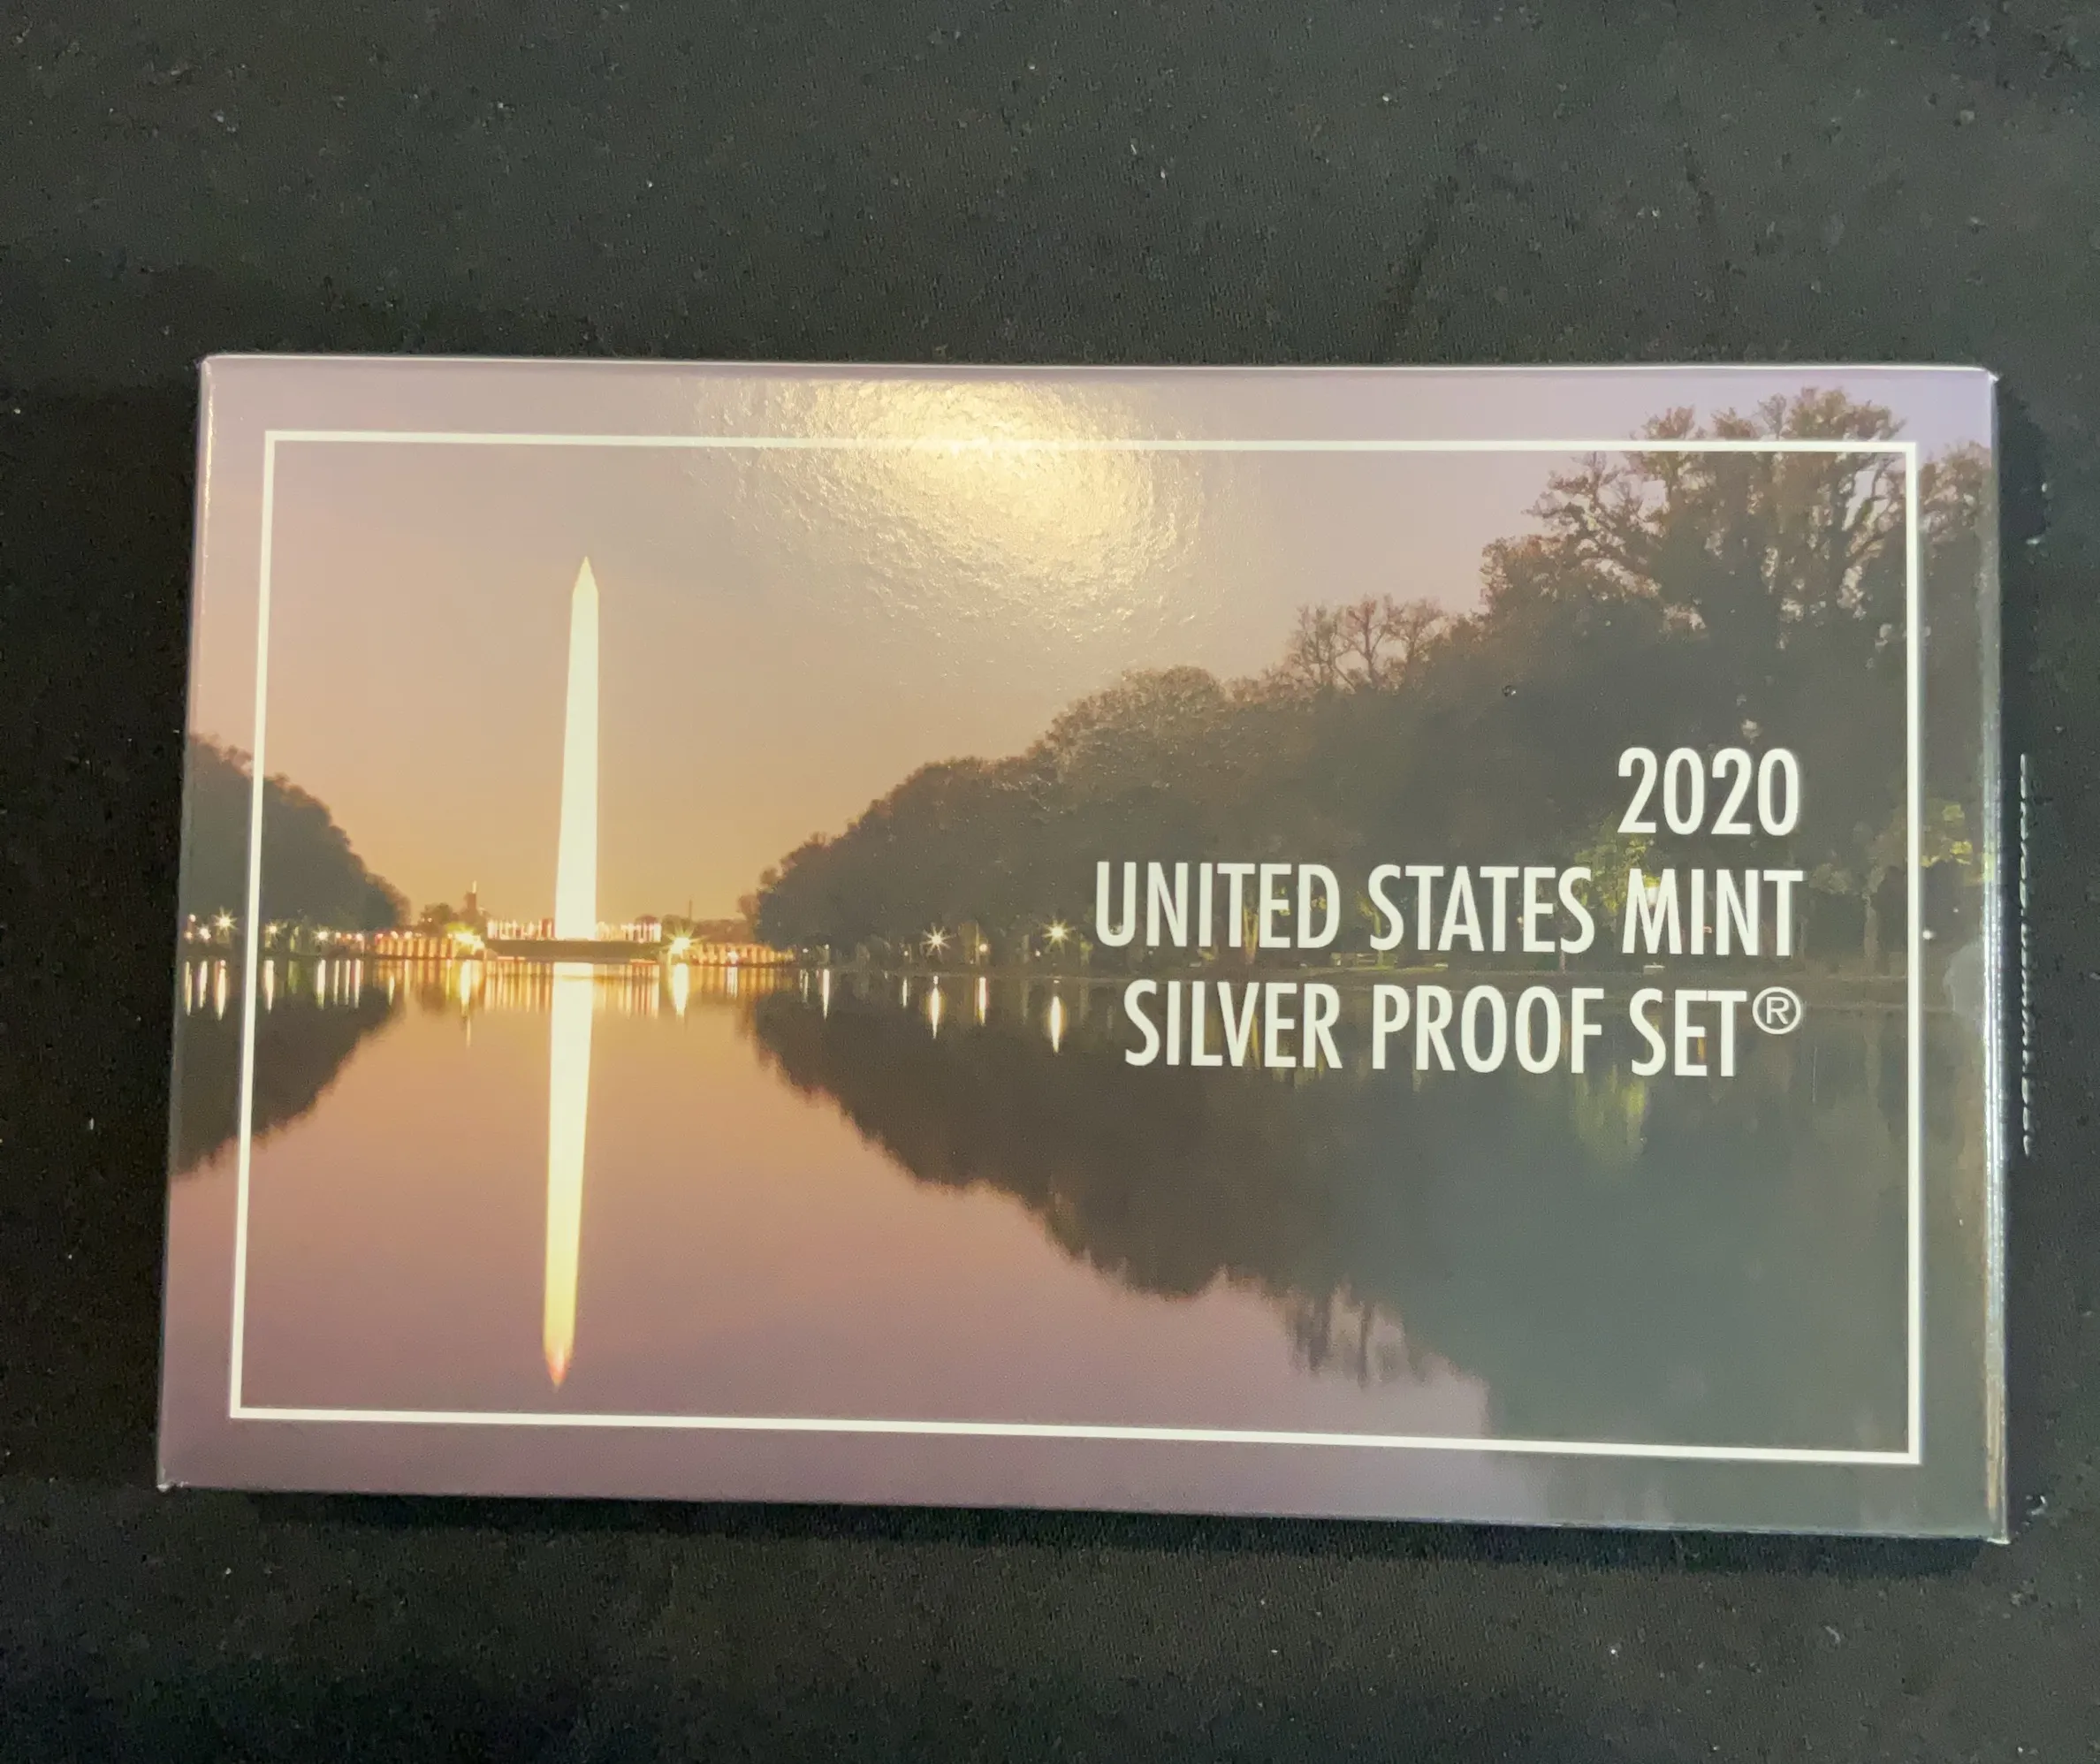 2020
UNITED STATES MINT
SILVER PROOF SET®